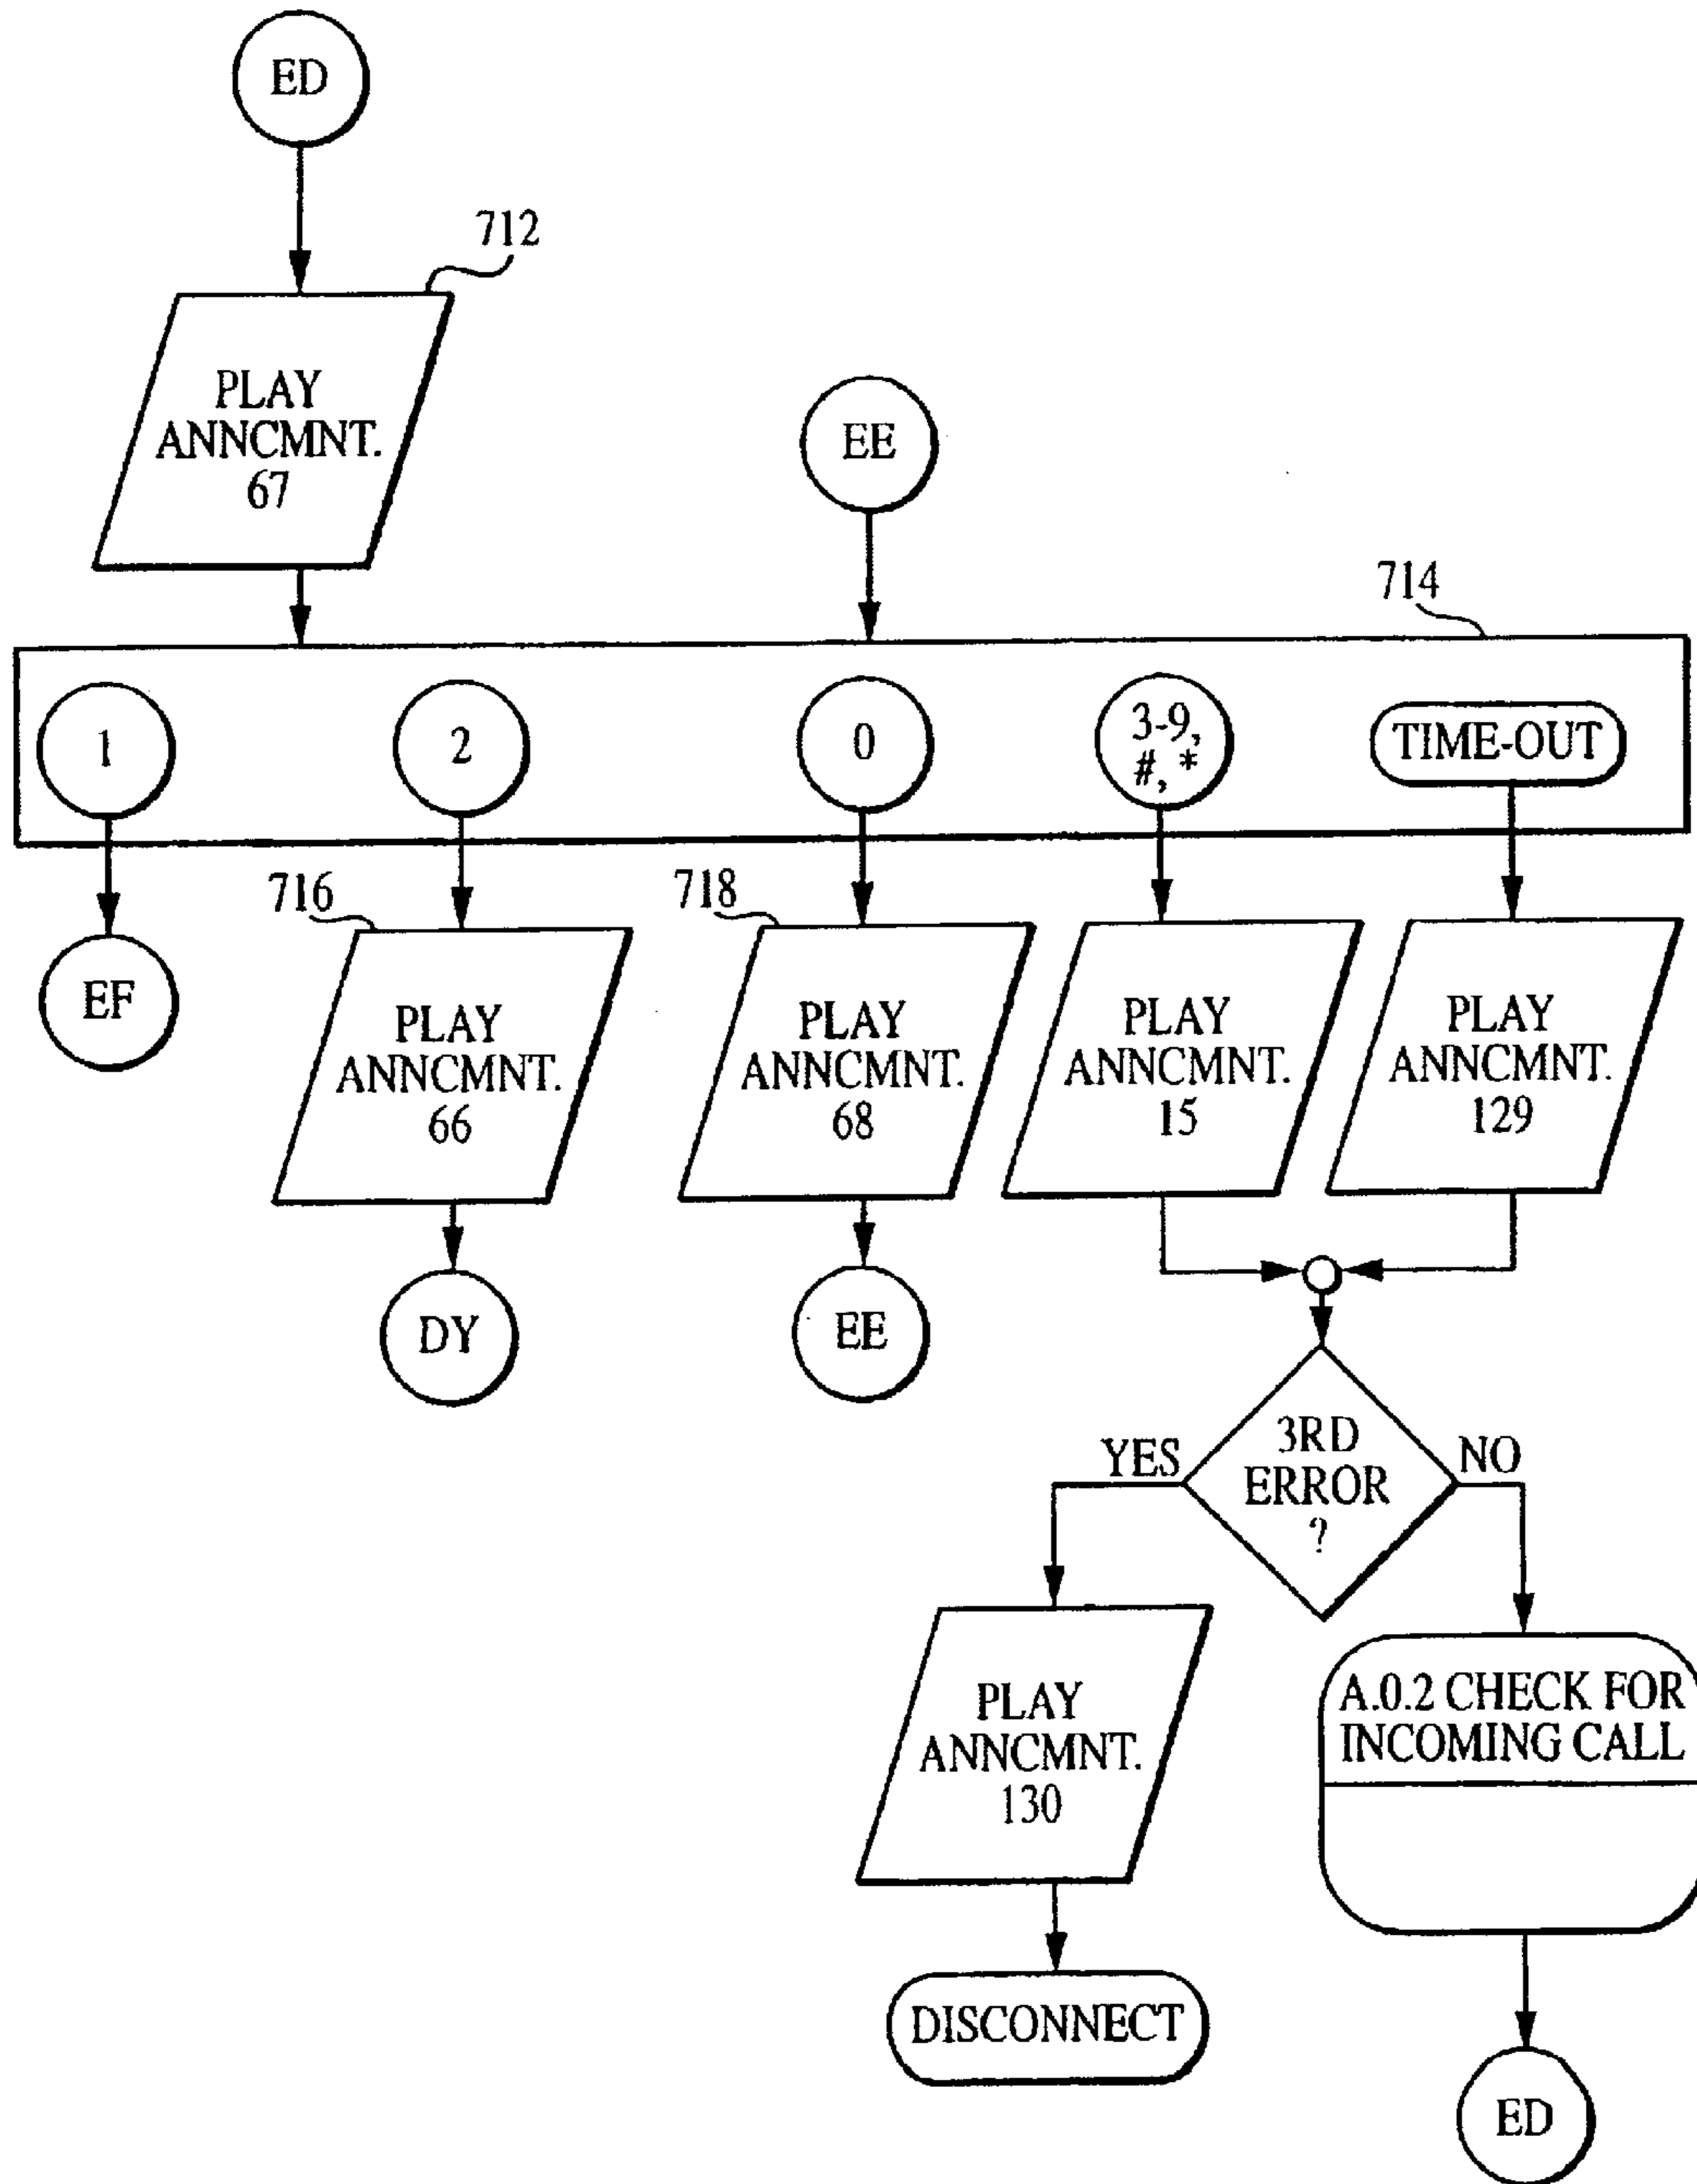 ED
712
PLAY
ANNCMNT.
67
EE
714
1
2
0
3-9,
#, *
TIME-OUT
716
718
EF
PLAY
ANNCMNT.
66
PLAY
ANNCMNT.
68
PLAY
ANNCMNT.
15
PLAY
ANNCMNT.
129
DY
EE
YES
3RD
ERROR
?
NO
PLAY
ANNCMNT.
130
A.0.2 CHECK FOR
INCOMING CALL
DISCONNECT
ED